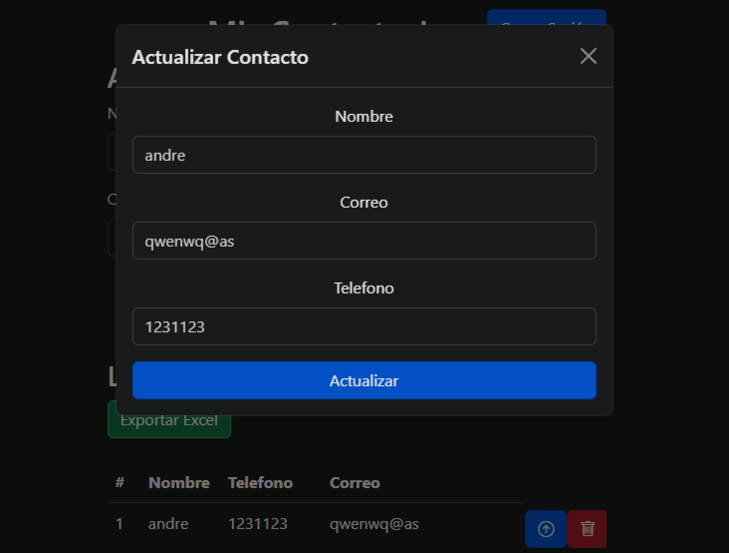 Actualizar Contacto
Nombre
andre
Correo
qwenwq@as
Telefono
1231123
Actualizar
Exportar Excel
# Nombre Telefono Correo
1 andre 1231123 qwenwq@as